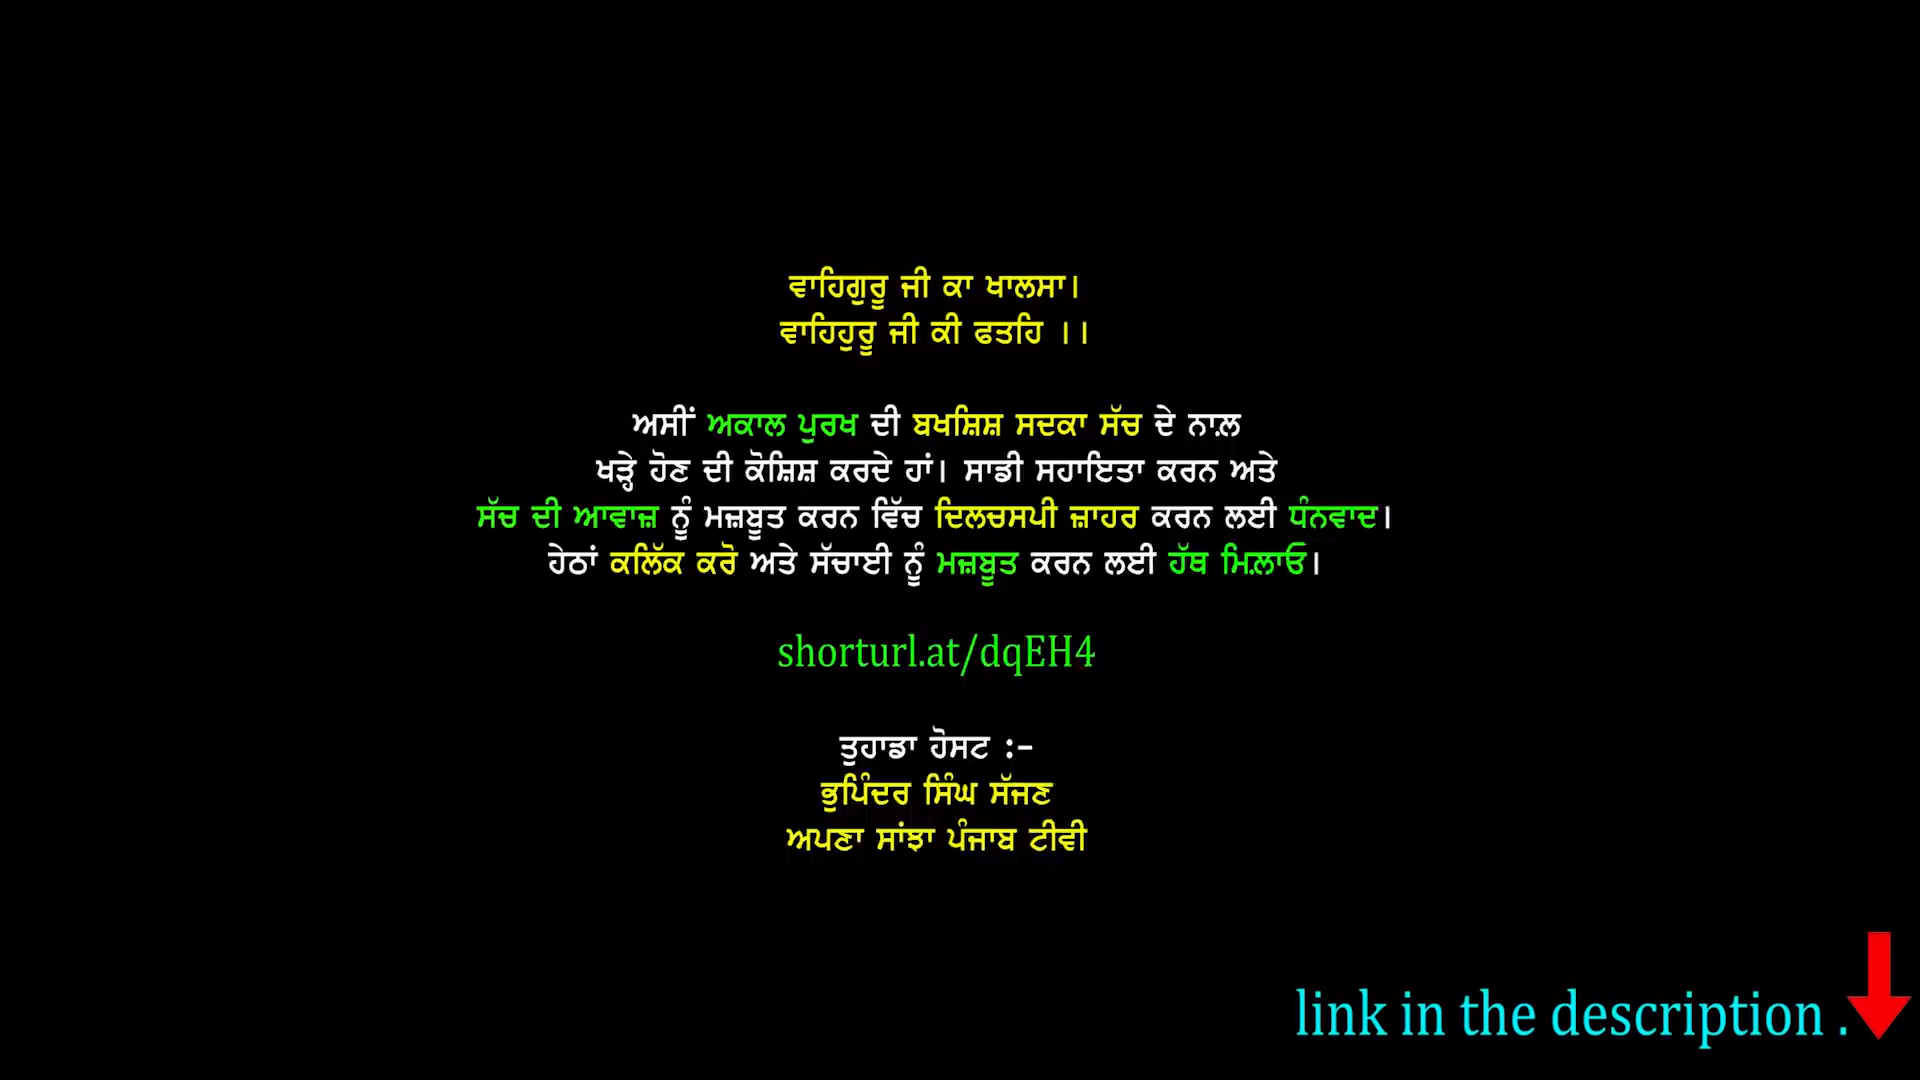 ਵਾਹਿਗੁਰੂ ਜੀ ਕਾ ਖਾਲਸਾ।
ਵਾਹਿਹੁਰੂ ਜੀ ਕੀ ਫਤਹਿ ।।
ਅਸੀਂ ਅਕਾਲ ਪੁਰਖ ਦੀ ਬਖਸ਼ਿਸ਼ ਸਦਕਾ ਸੱਚ ਦੇ ਨਾਲ਼
ਖੜ੍ਹੇ ਹੋਣ ਦੀ ਕੋਸ਼ਿਸ਼ ਕਰਦੇ ਹਾਂ। ਸਾਡੀ ਸਹਾਇਤਾ ਕਰਨ ਅਤੇ
ਸੱਚ ਦੀ ਆਵਾਜ਼ ਨੂੰ ਮਜ਼ਬੂਤ ਕਰਨ ਵਿੱਚ ਦਿਲਚਸਪੀ ਜ਼ਾਹਰ ਕਰਨ ਲਈ ਧੰਨਵਾਦ।
ਹੇਠਾਂ ਕਲਿੱਕ ਕਰੋ ਅਤੇ ਸੱਚਾਈ ਨੂੰ ਮਜ਼ਬੂਤ ਕਰਨ ਲਈ ਹੱਥ ਮਿਲ਼ਾਓ।
shorturl.at/dqEH4
ਤੁਹਾਡਾ ਹੋਸਟ :-
ਭੁਪਿੰਦਰ ਸਿੰਘ ਸੱਜਣ
ਅਪਣਾ ਸਾਂਝਾ ਪੰਜਾਬ ਟੀਵੀ
link in the description .